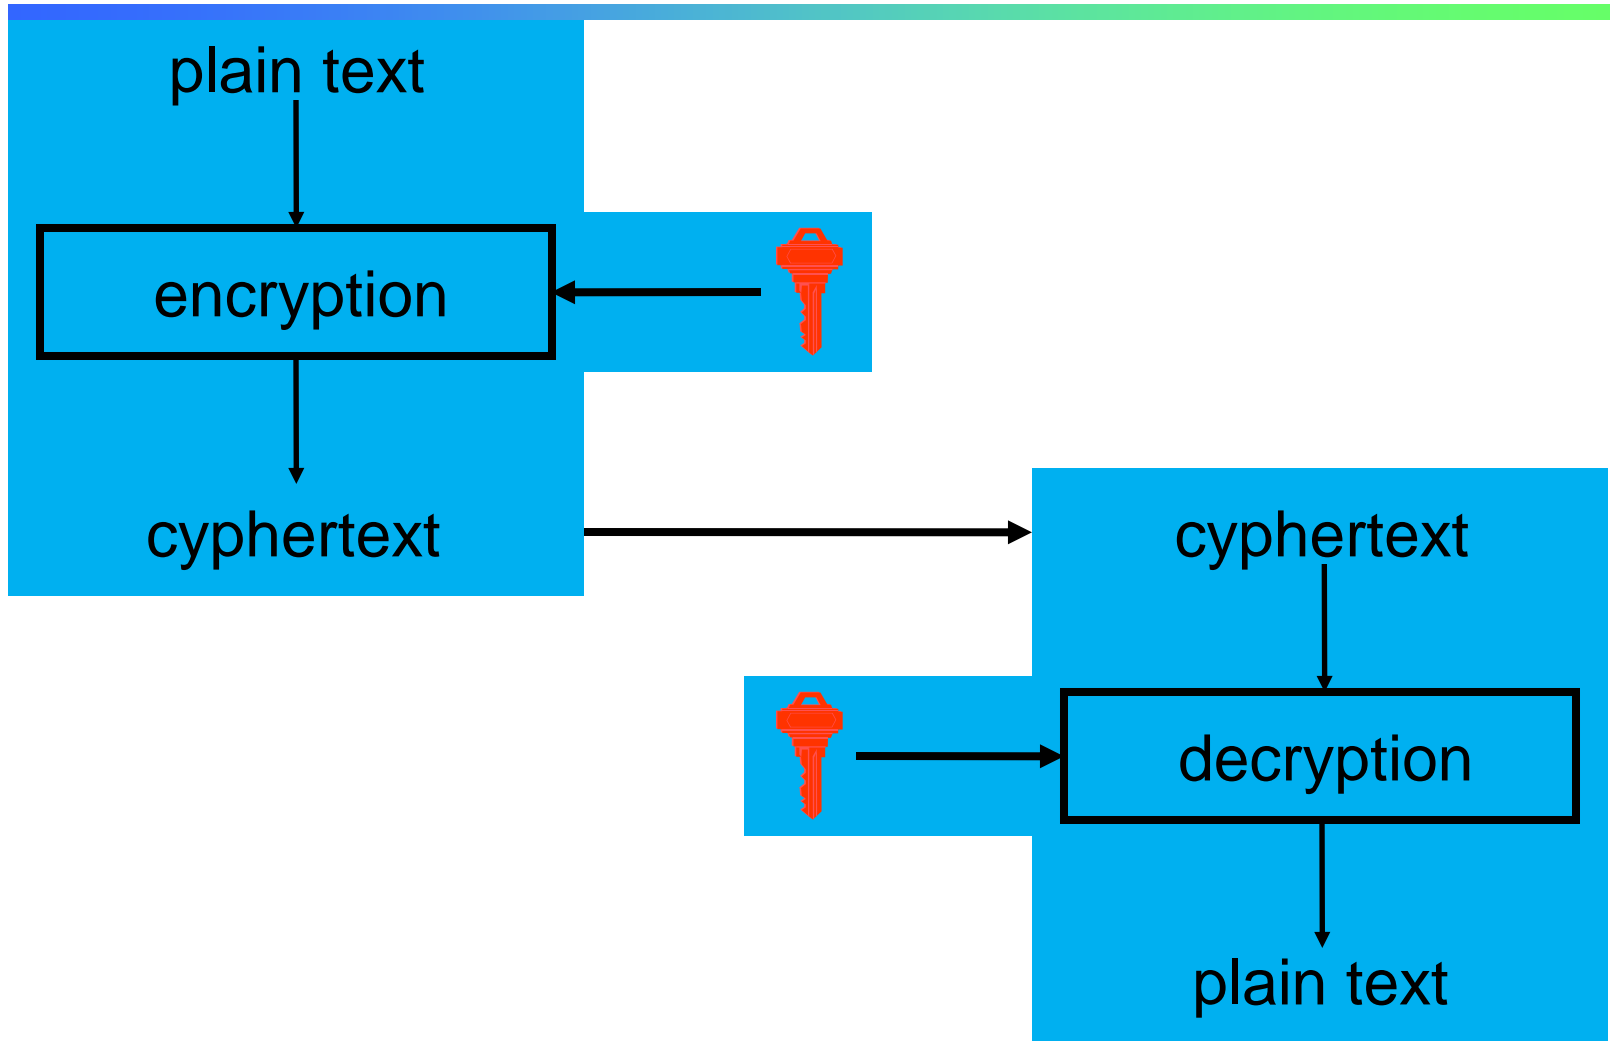 plain text
encryption
cyphertext
cyphertext
decryption
plain text